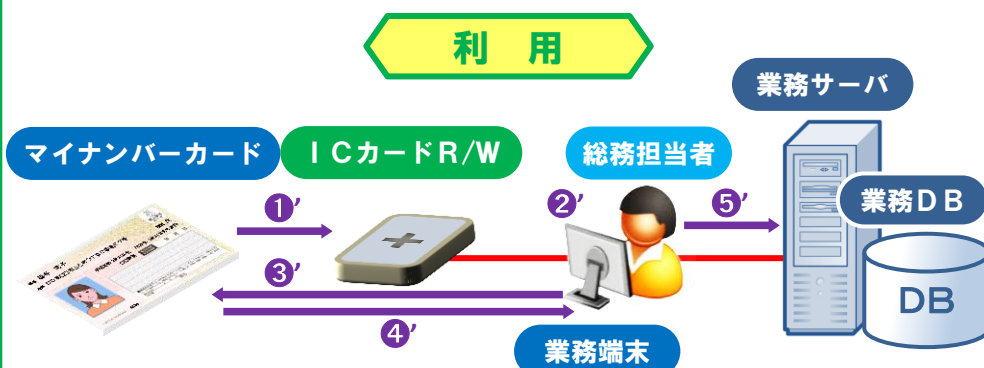 利 用
業務サーバ
マイナンバーカード
ICカードR/W
総務担当者
❶’
❷’
❺’
業務DB
❸’
DB
❹’
業務端末